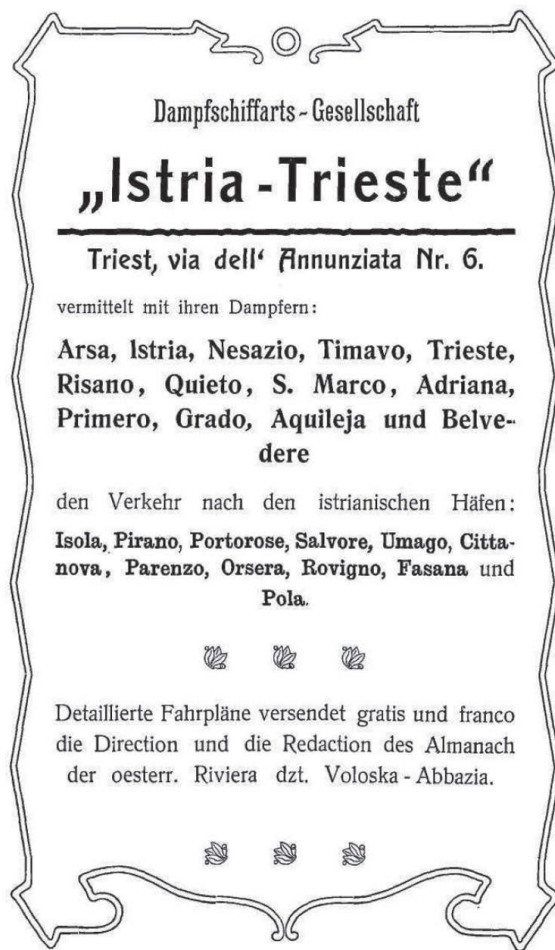 Dampfschiffarts-Gesellschaft
„Istria-Trieste“
Triest, via dell‘ Annunziata Nr. 6.
vermittelt mit ihren Dampfern:
Arsa, Istria, Nesazio, Timavo, Trieste,
Risano, Quieto, S. Marco, Adriana,
Primero, Grado, Aquileja und Belve-
dere
den Verkehr nach den istrianischen Häfen:
Isola, Pirano, Portorose, Salvore, Umago, Citta-
nova, Parenzo, Orsera, Rovigno, Fasana und
Pola.
Detaillierte Fahrpläne versendet gratis und franco
die Direction und die Redaction des Almanach
der oesterr. Riviera dzt. Voloska-Abbazia.